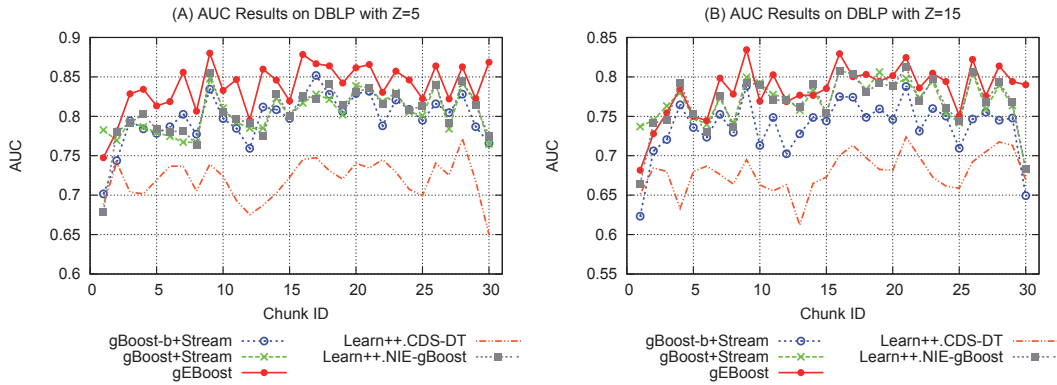 (A) AUC Results on DBLP with Z=5
0.9
0.85
0.8
0.75
0.7
0.65
0.6
AUC
0 5 10 15 20 25 30
Chunk ID
gBoost-b+Stream
gBoost+Stream
gEBoost
Learn++.CDS-DT
Learn++.NIE-gBoost
(B) AUC Results on DBLP with Z=15
0.85
0.8
0.75
0.7
0.65
0.6
0.55
AUC
0 5 10 15 20 25 30
Chunk ID
gBoost-b+Stream
gBoost+Stream
gEBoost
Learn++.CDS-DT
Learn++.NIE-gBoost